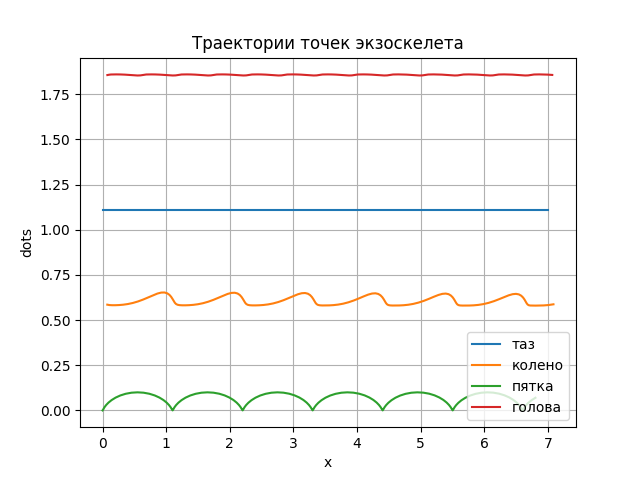 Траектории точек экзоскелета
dots
1.75
1.50
1.25
1.00
0.75
0.50
0.25
0.00
таз
колено
пятка
голова
0 1 2 3 4 5 6 7
x